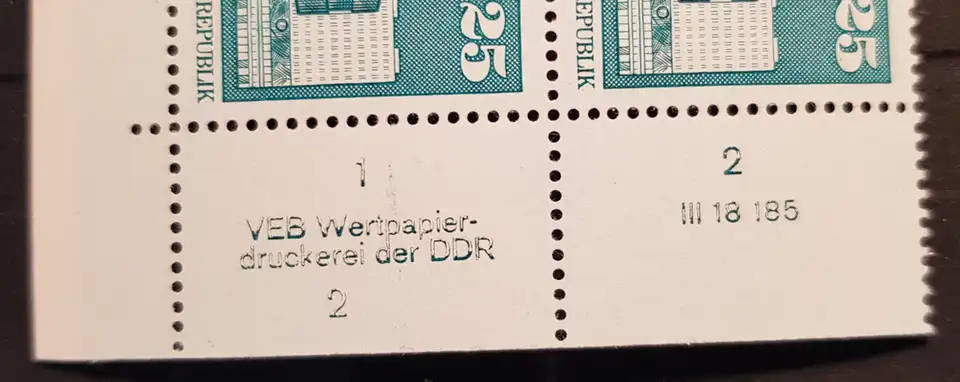 REPUBLIK
25
REPUBLIK
25
1
VEB Wertpapier-
druckerei der DDR
2
2
III 18 185